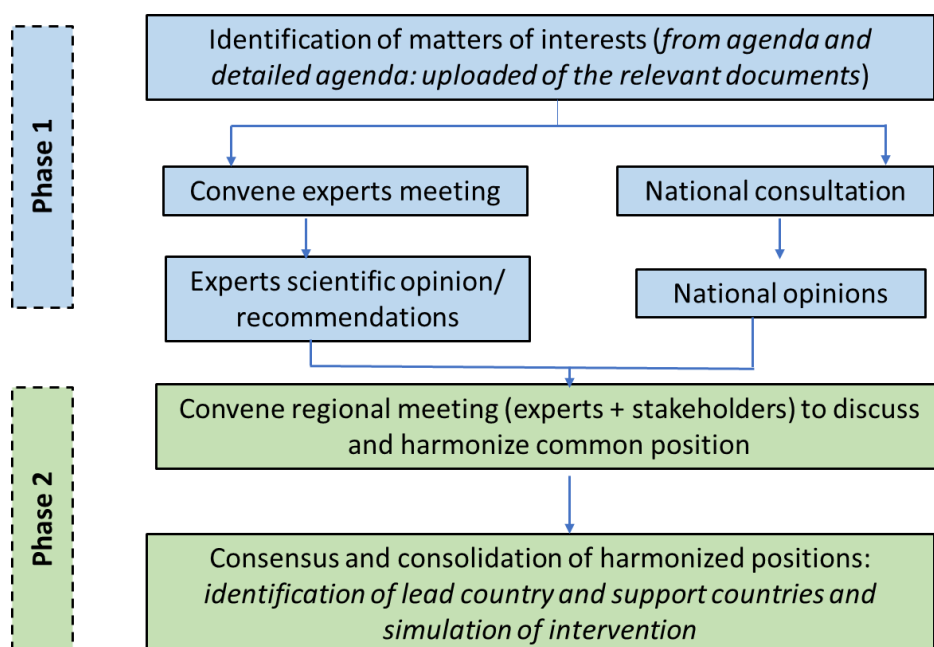 Phase 1
Identification of matters of interests (from agenda and
detailed agenda: uploaded of the relevant documents)
Convene experts meeting
National consultation
Experts scientific opinion/
recommendations
National opinions
Phase 2
Convene regional meeting (experts + stakeholders) to discuss
and harmonize common position
Consensus and consolidation of harmonized positions:
identification of lead country and support countries and
simulation of intervention